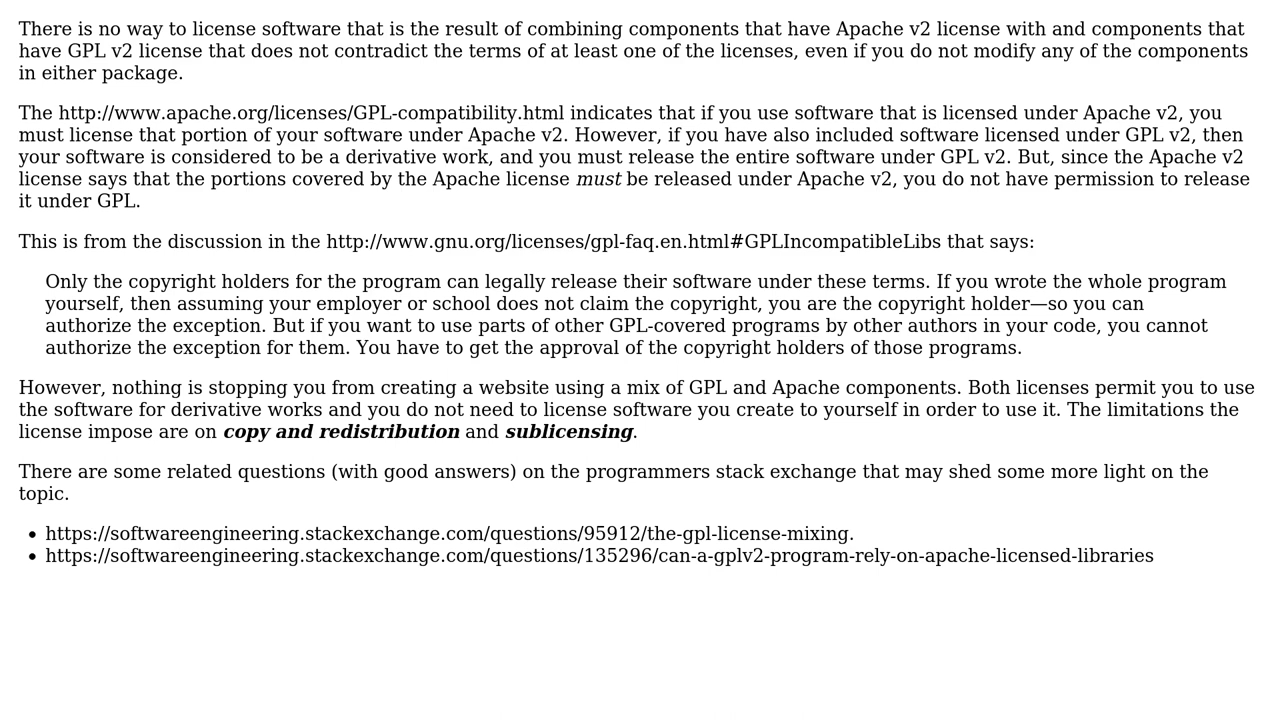 There is no way to license software that is the result of combining components that have Apache v2 license with and components that
have GPL v2 license that does not contradict the terms of at least one of the licenses, even if you do not modify any of the components
in either package.
The http://www.apache.org/licenses/GPL-compatibility.html indicates that if you use software that is licensed under Apache v2, you
must license that portion of your software under Apache v2. However, if you have also included software licensed under GPL v2, then
your software is considered to be a derivative work, and you must release the entire software under GPL v2. But, since the Apache v2
license says that the portions covered by the Apache license must be released under Apache v2, you do not have permission to release
it under GPL.
This is from the discussion in the http://www.gnu.org/licenses/gpl-faq.en.html#GPLIncompatibleLibs that says:
Only the copyright holders for the program can legally release their software under these terms. If you wrote the whole program
yourself, then assuming your employer or school does not claim the copyright, you are the copyright holder—so you can
authorize the exception. But if you want to use parts of other GPL-covered programs by other authors in your code, you cannot
authorize the exception for them. You have to get the approval of the copyright holders of those programs.
However, nothing is stopping you from creating a website using a mix of GPL and Apache components. Both licenses permit you to use
the software for derivative works and you do not need to license software you create to yourself in order to use it. The limitations the
license impose are on copy and redistribution and sublicensing.
There are some related questions (with good answers) on the programmers stack exchange that may shed some more light on the
topic.
• https://softwareengineering.stackexchange.com/questions/95912/the-gpl-license-mixing.
• https://softwareengineering.stackexchange.com/questions/135296/can-a-gplv2-program-rely-on-apache-licensed-libraries